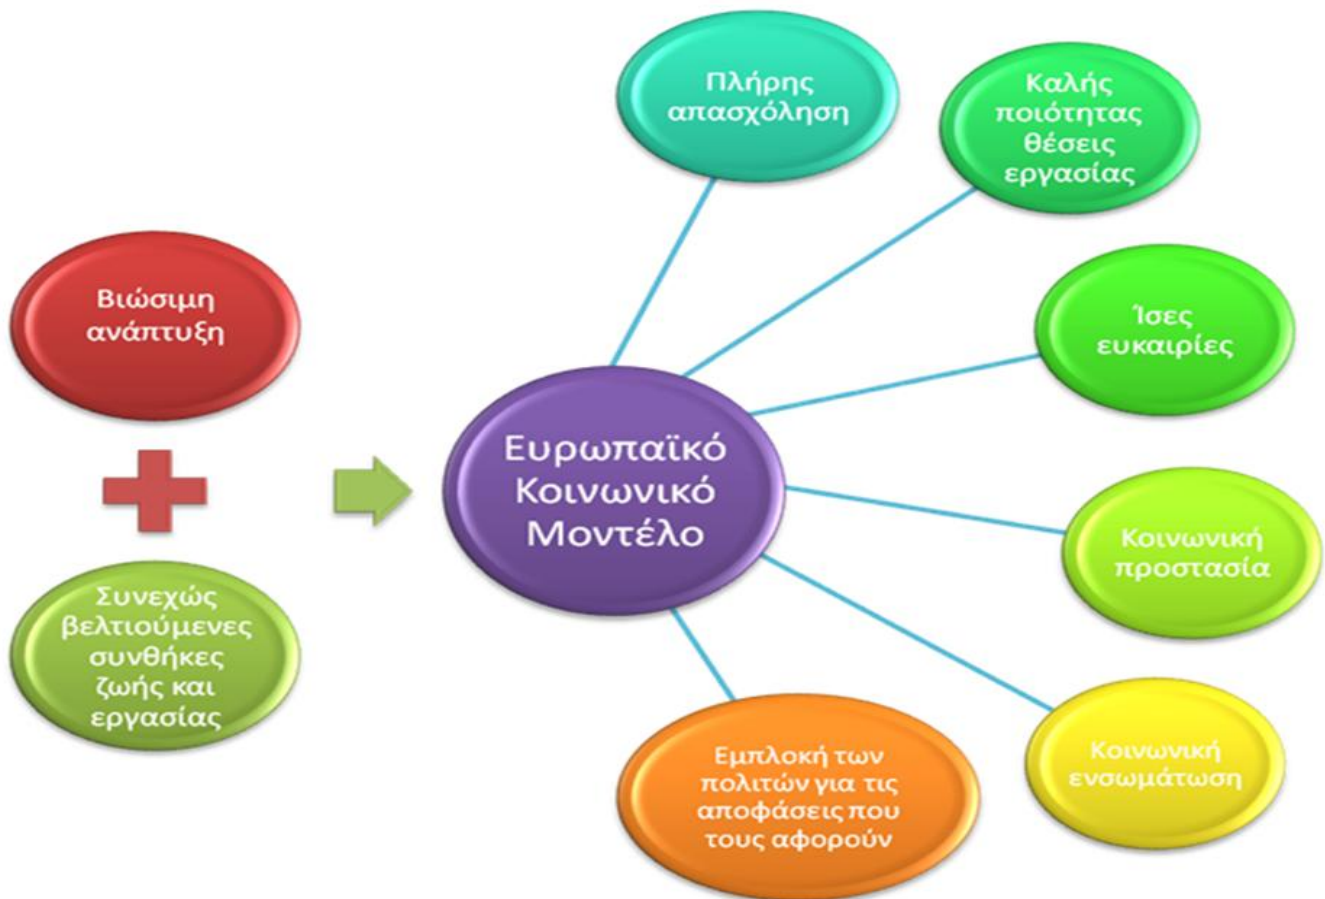 Βιώσιμη
ανάπτυξη
Συνεχώς
βελτιούμενες
συνθήκες
ζωής και
εργασίας
Ευρωπαϊκό
Κοινωνικό
Μοντέλο
Πλήρης
απασχόληση
Καλής
ποιότητας
θέσεις
εργασίας
Ίσες
ευκαιρίες
Κοινωνική
προστασία
Κοινωνική
ενσωμάτωση
Εμπλοκή των
πολιτών για τις
αποφάσεις που
τους αφορούν